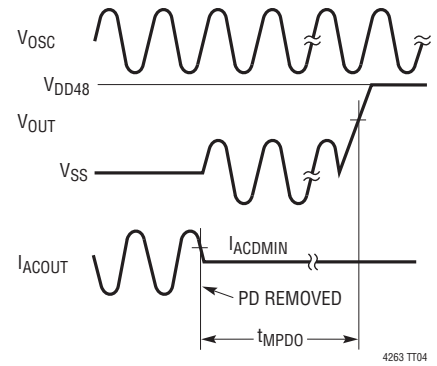 VOSC
VDD48
VOUT
VSS
IACOUT
IACDMIN
PD REMOVED
tMPDO
4263 TT04